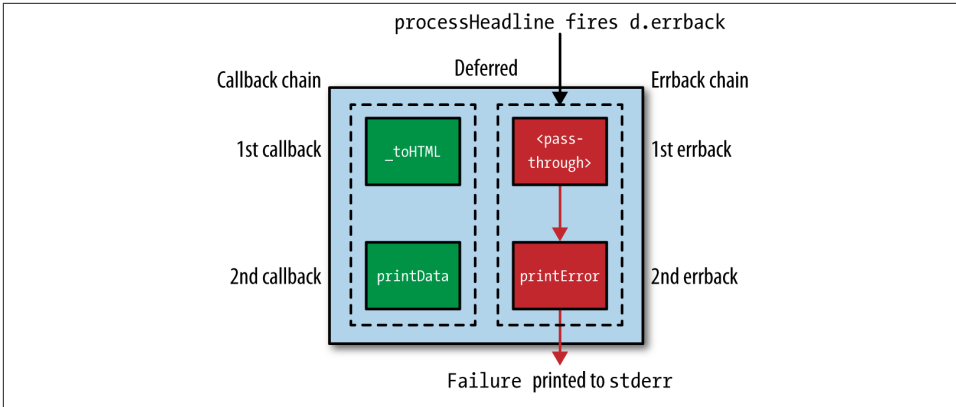 processHeadline fires d.errback
Callback chain
Deferred
Errback chain
1st callback
_toHTML
<pass-
through>
1st errback
2nd callback
printData
printError
2nd errback
Failure printed to stderr